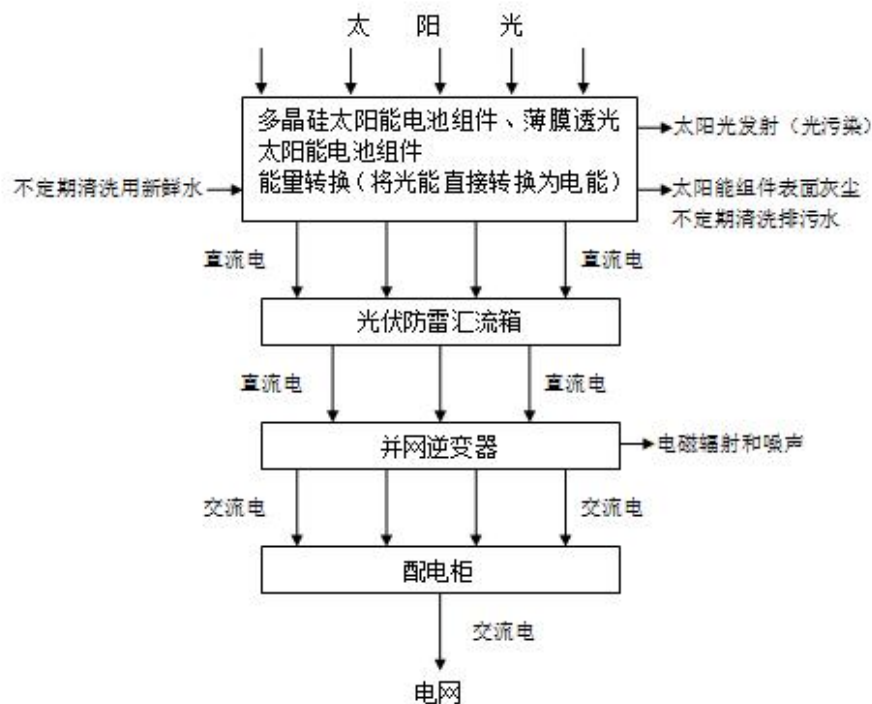 太 阳 光
多晶硅太阳能电池组件、薄膜透光
太阳能电池组件
能量转换(将光能直接转换为电能)
太阳光发射（光污染）
不定期清洗用新鲜水
太阳能组件表面灰尘
不定期清洗排污水
直流电
直流电
光伏防雷汇流箱
直流电
直流电
并网逆变器
电磁辐射和噪声
交流电
交流电
配电柜
交流电
电网